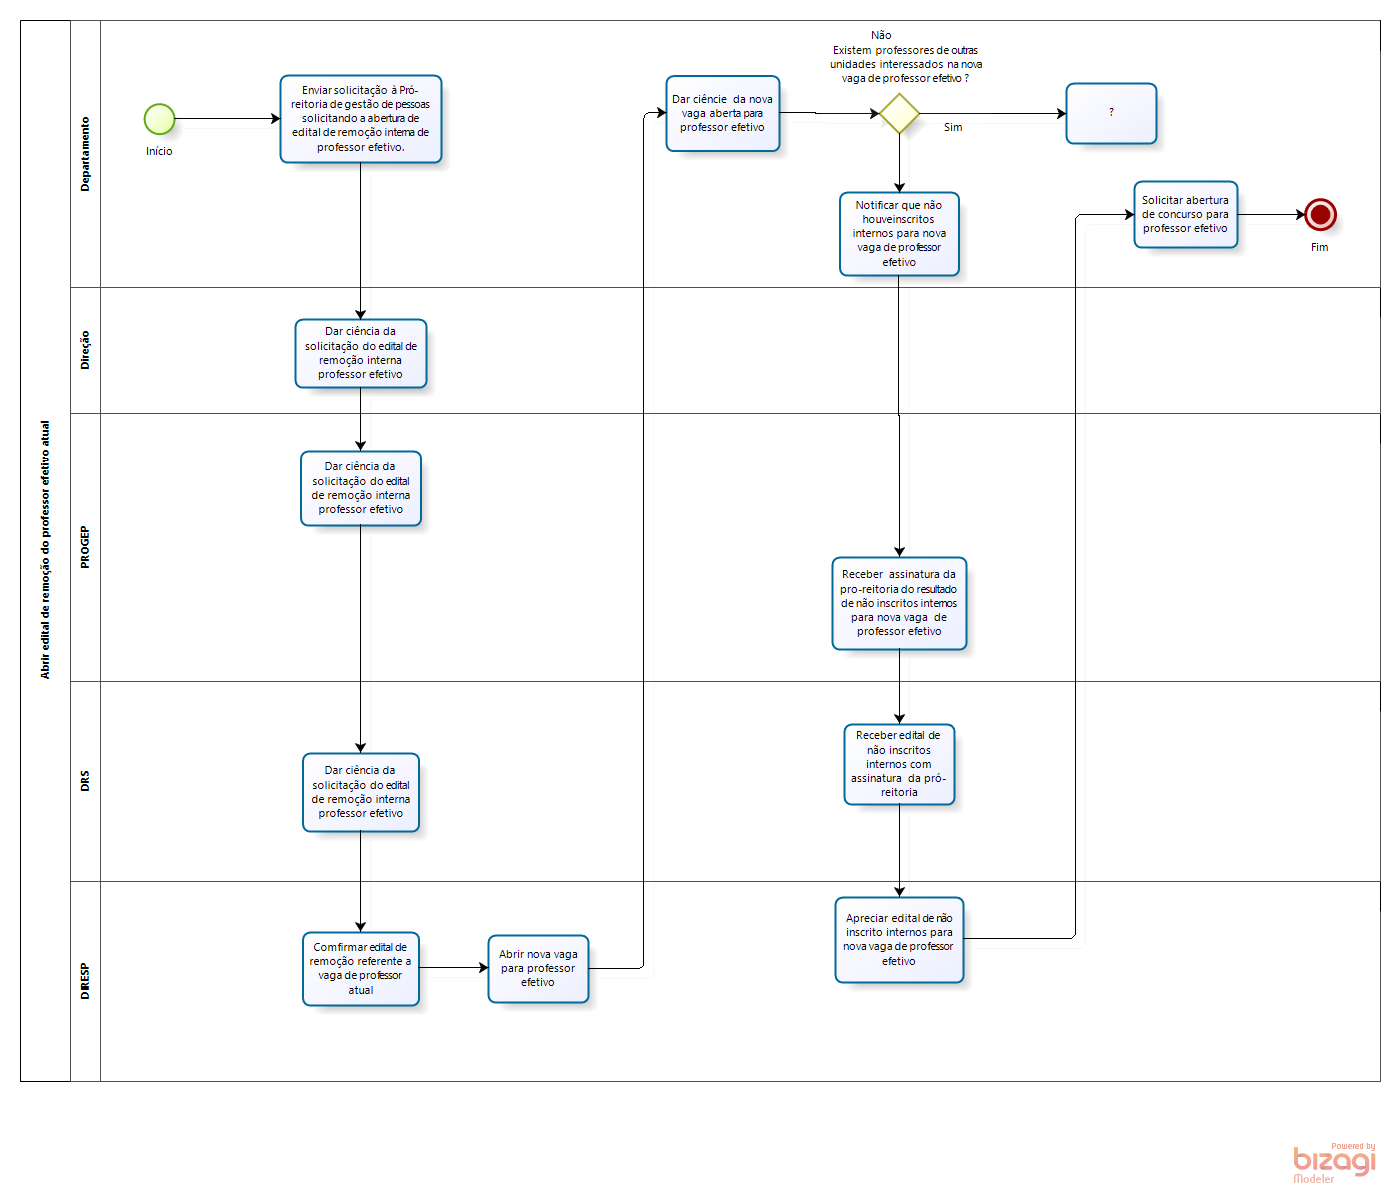 Abrir edital de remoção do professor efetivo atual
Departamento
Início
Enviar solicitação à Pró-
reitoria de gestão de pessoas
solicitando a abertura de
edital de remoção interna de
professor efetivo.
Dar ciêncie da nova
vaga aberta para
professor efetivo
Não
Existem professores de outras
unidades interessados na nova
vaga de professor efetivo ?
Sim
?
Notificar que não
houveinscritos
internos para nova
vaga de professor
efetivo
Solicitar abertura
de concurso para
professor efetivo
Fim
Direção
Dar ciência da
solicitação do edital de
remoção interna
professor efetivo
PROGEP
Dar ciência da
solicitação do edital
de remoção interna
professor efetivo
Receber assinatura da
pro-reitoria do resultado
de não inscritos internos
para nova vaga de
professor efetivo
DRS
Dar ciência da
solicitação do edital
de remoção interna
professor efetivo
Receber edital de
não inscritos
internos com
assinatura da pró-
reitoria
DIRESP
Comfirmar edital de
remoção referente a
vaga de professor
atual
Abrir nova vaga
para professor
efetivo
Apreciar edital de não
inscrito internos para
nova vaga de professor
efetivo
Powered by
bizagi
Modeler